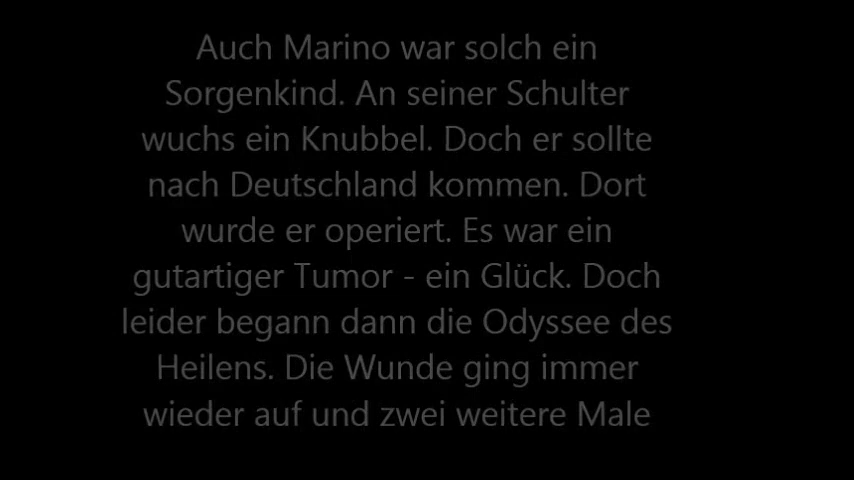 Auch Marino war solch ein
Sorgenkind. An seiner Schulter
wuchs ein Knubbel. Doch er sollte
nach Deutschland kommen. Dort
wurde er operiert. Es war ein
gutartiger Tumor - ein Glück. Doch
leider begann dann die Odyssee des
Heilens. Die Wunde ging immer
wieder auf und zwei weitere Male